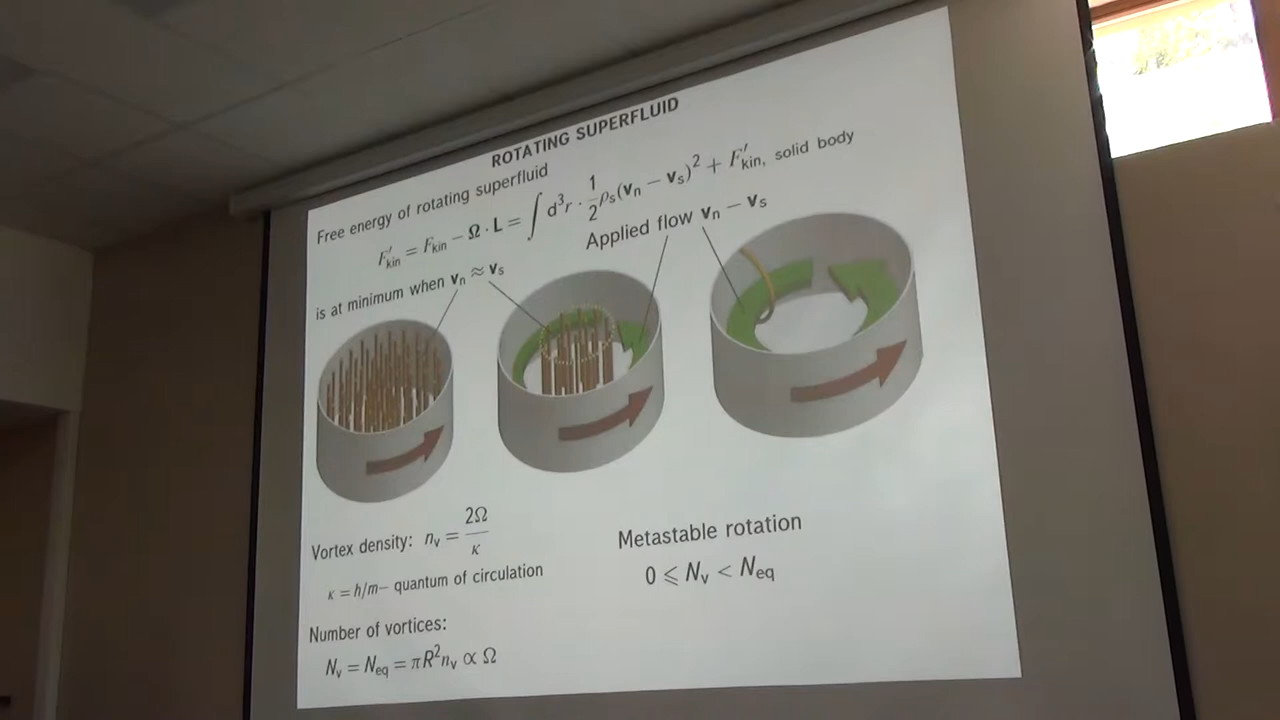 ROTATING SUPERFLUID
Free energy of rotating superfluid
F′kin = Fkin − Ω · L = ∫ d³r · 1/2 ρs(vn − vs)² + F′kin, solid body
Applied flow vn − vs
is at minimum when vn ≈ vs
Vortex density: nv = 2Ω/κ
κ = h/m– quantum of circulation
Number of vortices:
Nv = Neq = πR²nv ∝ Ω
Metastable rotation
0 ⩽ Nv < Neq